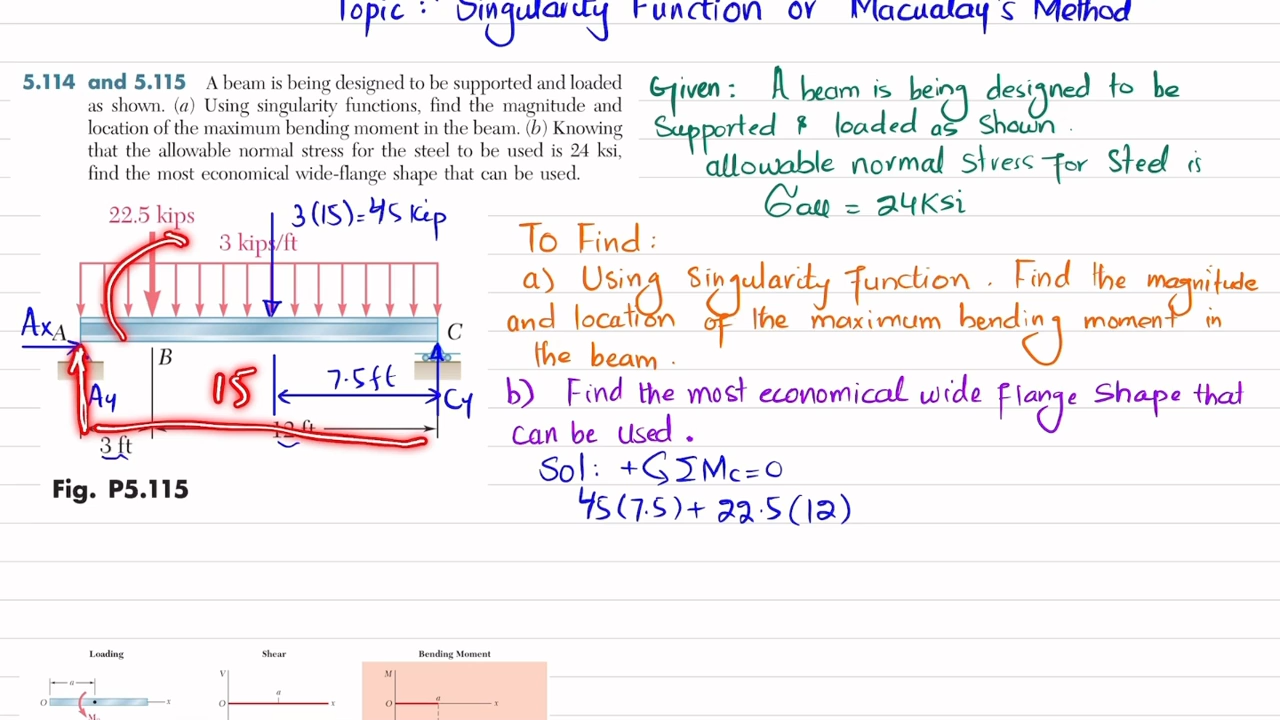 Topic : Singularity Function or Macualay's Method
5.114 and 5.115 A beam is being designed to be supported and loaded
as shown. (a) Using singularity functions, find the magnitude and
location of the maximum bending moment in the beam. (b) Knowing
that the allowable normal stress for the steel to be used is 24 ksi,
find the most economical wide-flange shape that can be used.
Given : A beam is being designed to be
Supported & loaded as Shown.
allowable normal Stress for Steel is
σall = 24Ksi
22.5 kips
3(15)=45 Kip
3 kips/ft
Ax
A
C
B
15
7.5ft
Ay
Cy
3 ft
12 ft
Fig. P5.115
To Find :
a) Using Singularity function. Find the magnitude
and location of the maximum bending moment in
the beam.
b) Find the most economical wide flange Shape that
can be used.
Sol: +↺ΣMc=0
45(7.5)+ 22.5(12)
Loading
Shear
Bending Moment
a
O
x
V
a
O
x
M
a
O
x